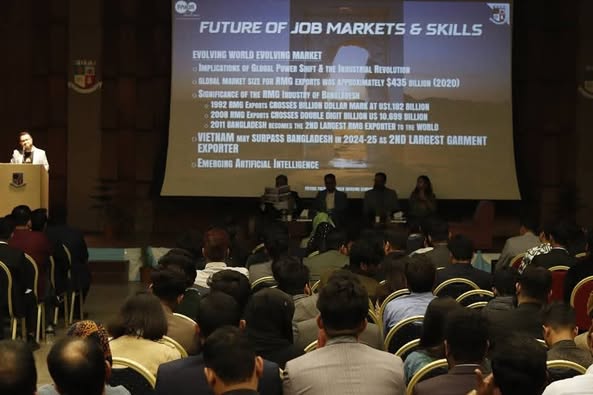 FUTURE OF JOB MARKETS & SKILLS
EVOLVING WORLD EVOLVING MARKET
IMPLICATIONS OF GLOBAL POWER SHIFT & THE INDUSTRIAL REVOLUTION
GLOBAL MARKET SIZE FOR RMG EXPORTS WAS APPROXIMATELY $435 BILLION (2020)
SIGNIFICANCE OF THE RMG INDUSTRY OF BANGLADESH
1992 RMG EXPORTS CROSSES BILLION DOLLAR MARK AT US1,182 BILLION
2008 RMG EXPORTS CROSSES DOUBLE DIGIT BILLION US 10,699 BILLION
2011 BANGLADESH BECOMES THE 2ND LARGEST RMG EXPORTER TO THE WORLD
VIETNAM MAY SURPASS BANGLADESH IN 2024-25 AS 2ND LARGEST GARMENT
EXPORTER
EMERGING ARTIFICIAL INTELLIGENCE